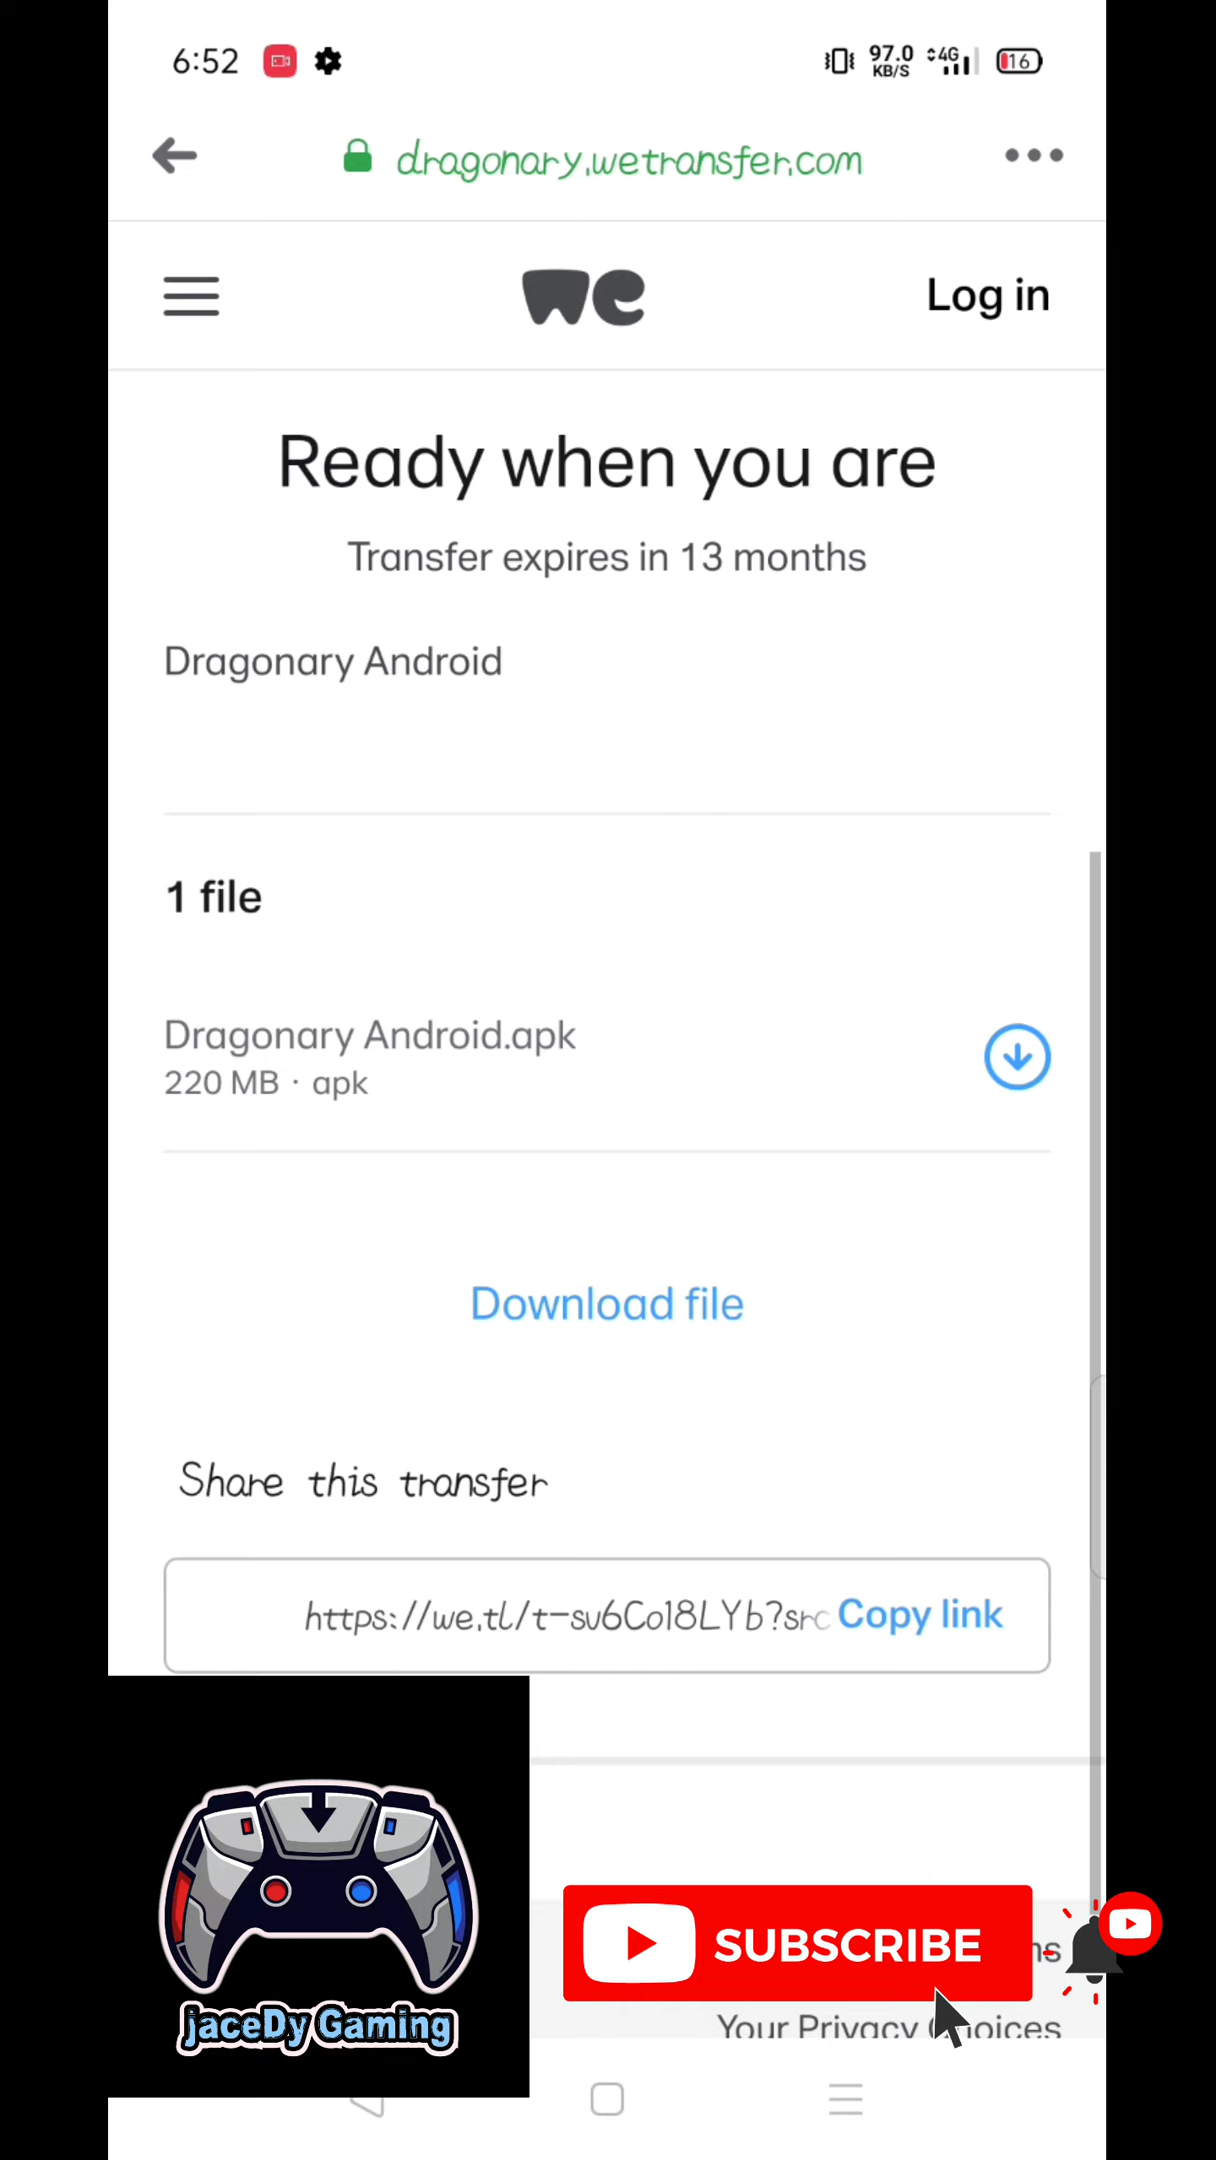 6:52
97.0
KB/S
4G
16
dragonary.wetransfer.com
we
Log in
Ready when you are
Transfer expires in 13 months
Dragonary Android
1 file
Dragonary Android.apk
220 MB · apk
Download file
Share this transfer
https://we.tl/t-su6Co18LYb?src
Copy link
jaceDy Gaming
SUBSCRIBE
Your Privacy